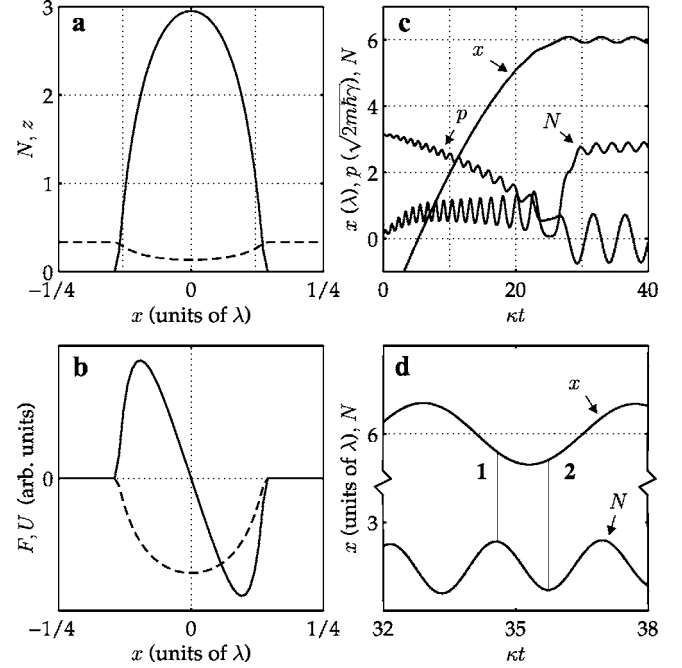 a
3
2
1
0
N, z
−1/4
0
1/4
x (units of λ)
c
6
4
2
0
x (λ), p (√2mħγ), N
x
p
N
0
20
40
κt
b
0
F, U (arb. units)
−1/4
0
1/4
x (units of λ)
d
6
3
x (units of λ), N
x
1
2
N
32
35
38
κt